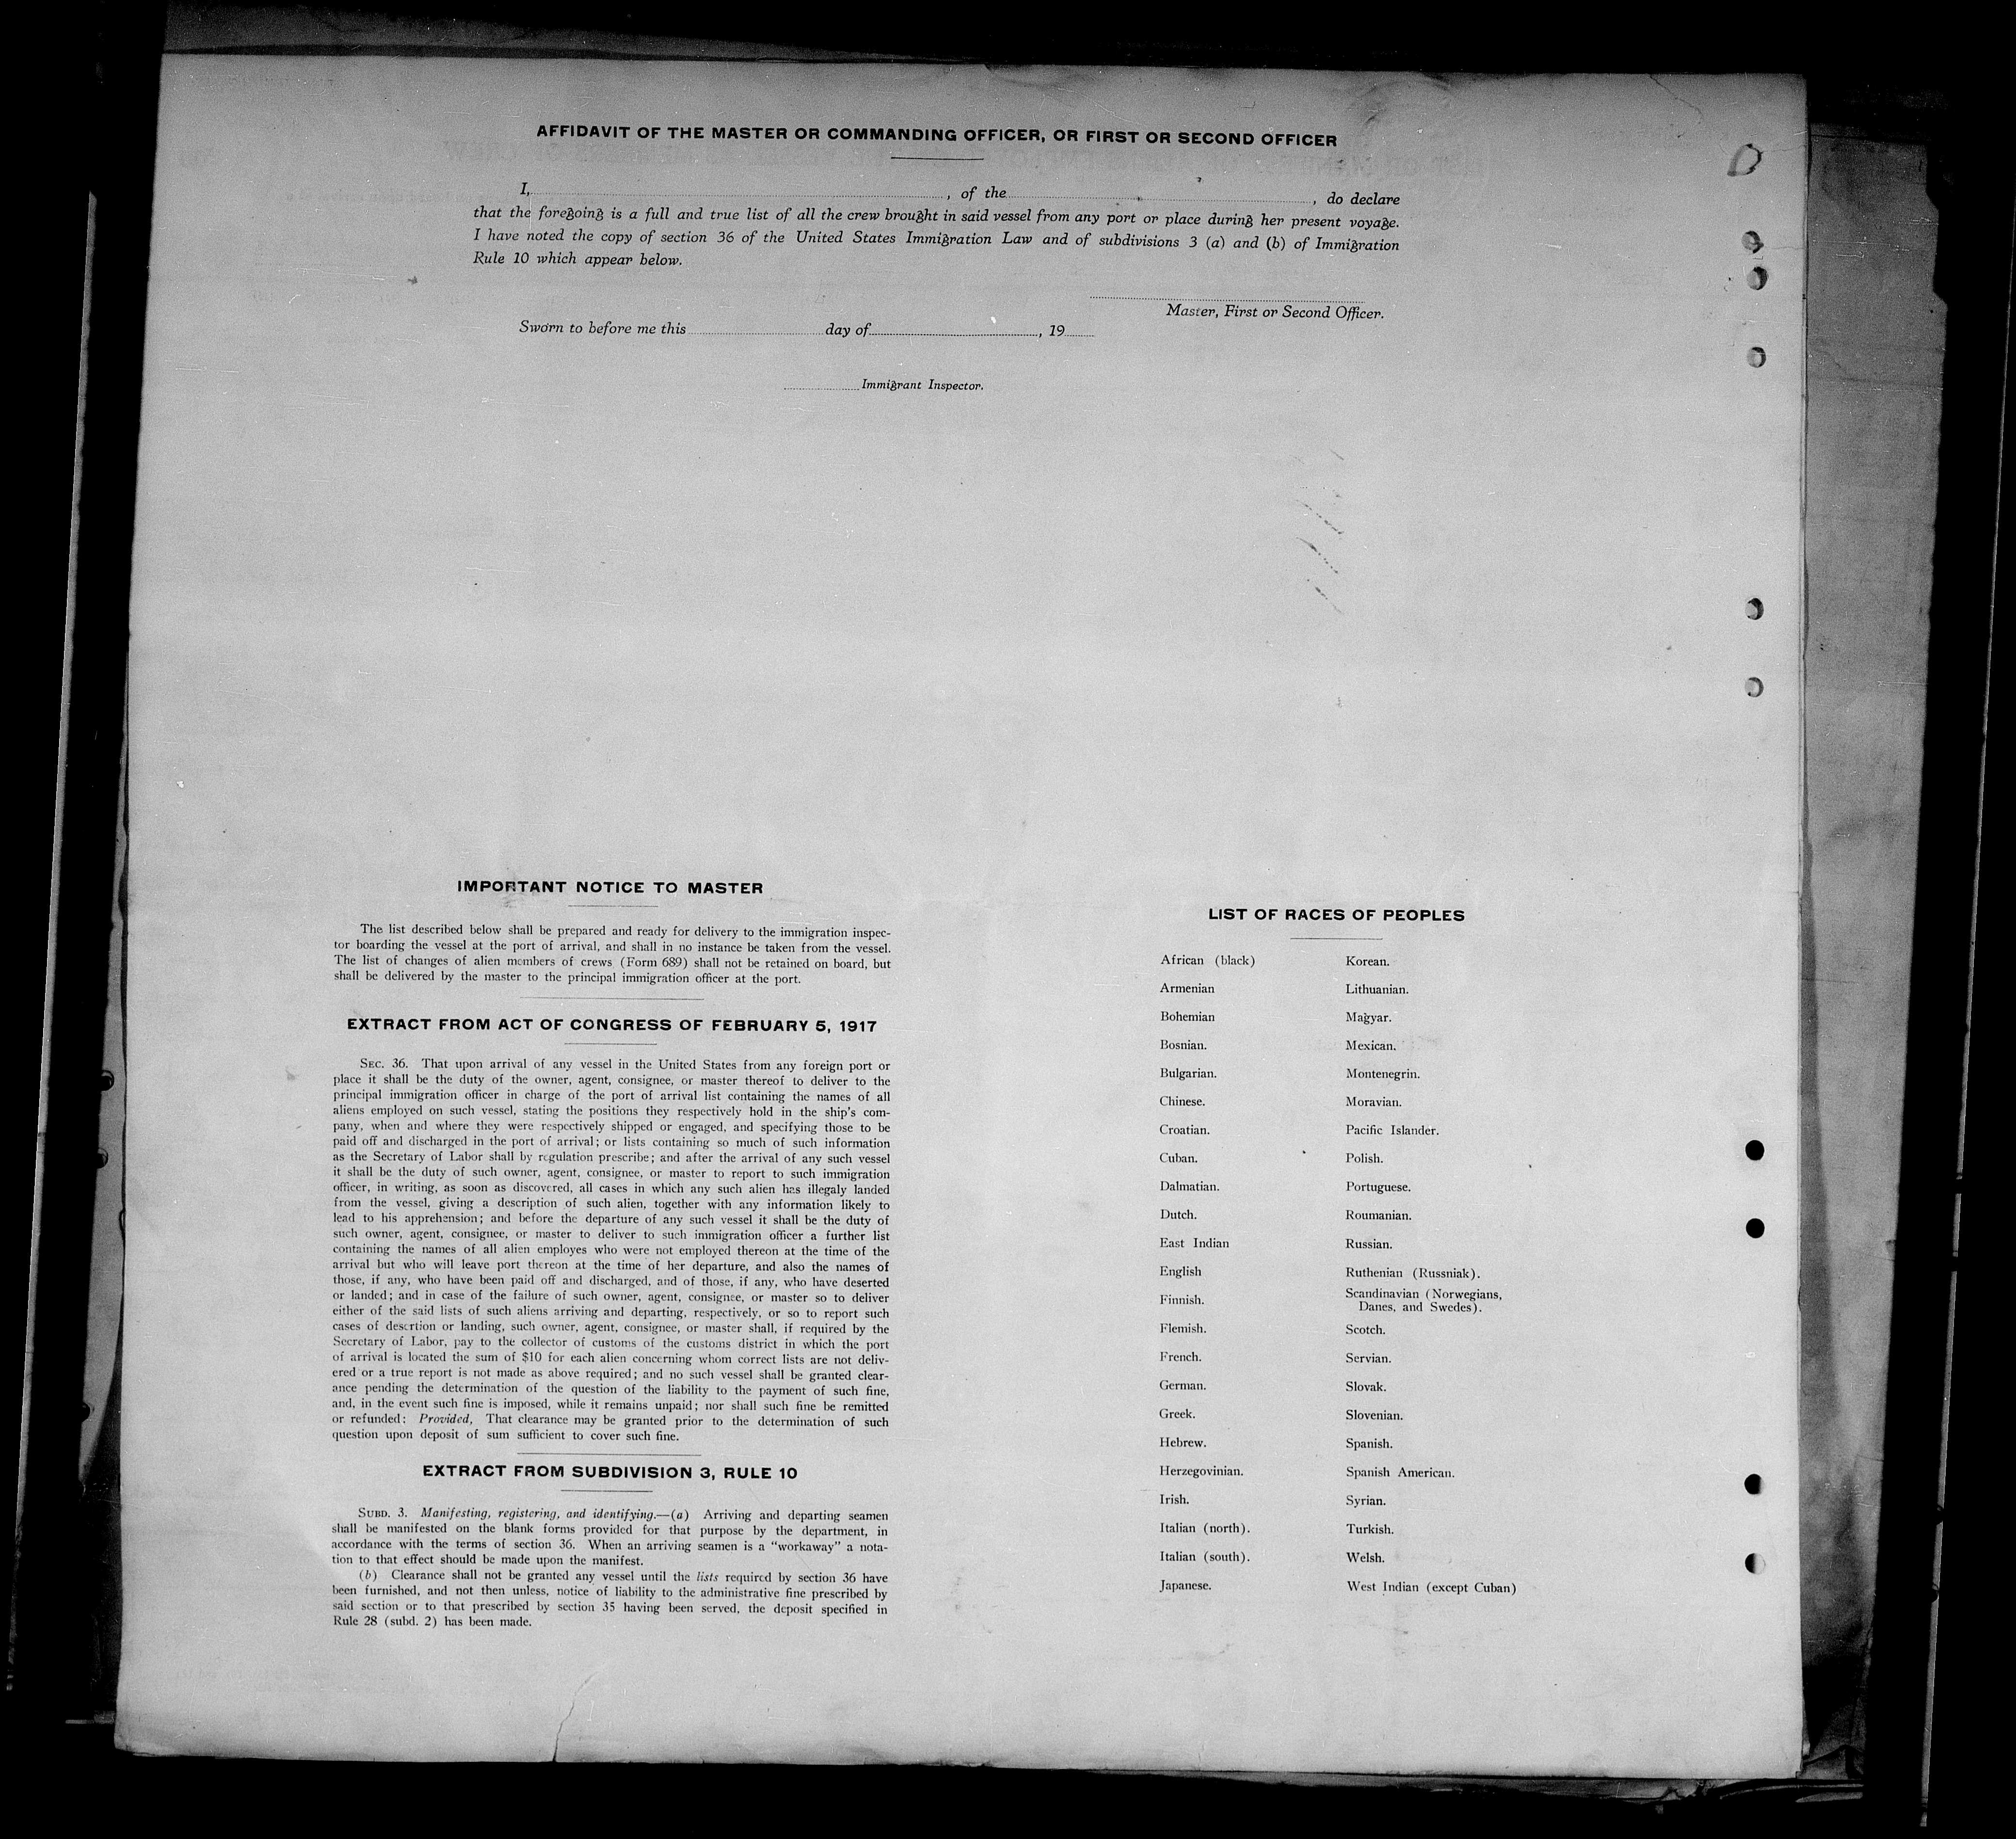 AFFIDAVIT OF THE MASTER OR COMMANDING OFFICER, OR FIRST OR SECOND OFFICER
I, , of the , do declare
that the foregoing is a full and true list of all the crew brought in said vessel from any port or place during her present voyage.
I have noted the copy of section 36 of the United States Immigration Law and of subdivisions 3 (a) and (b) of Immigration
Rule 10 which appear below.
Master, First or Second Officer.
Sworn to before me this day of , 19
Immigrant Inspector.
IMPORTANT NOTICE TO MASTER
The list described below shall be prepared and ready for delivery to the immigration inspec-
tor boarding the vessel at the port of arrival, and shall in no instance be taken from the vessel.
The list of changes of alien members of crews (Form 689) shall not be retained on board, but
shall be delivered by the master to the principal immigration officer at the port.
EXTRACT FROM ACT OF CONGRESS OF FEBRUARY 5, 1917
SEC. 36. That upon arrival of any vessel in the United States from any foreign port or
place it shall be the duty of the owner, agent, consignee, or master thereof to deliver to the
principal immigration officer in charge of the port of arrival list containing the names of all
aliens employed on such vessel, stating the positions they respectively hold in the ship's com-
pany, when and where they were respectively shipped or engaged, and specifying those to be
paid off and discharged in the port of arrival; or lists containing so much of such information
as the Secretary of Labor shall by regulation prescribe; and after the arrival of any such vessel
it shall be the duty of such owner, agent, consignee, or master to report to such immigration
officer, in writing, as soon as discovered, all cases in which any such alien has illegaly landed
from the vessel, giving a description of such alien, together with any information likely to
lead to his apprehension; and before the departure of any such vessel it shall be the duty of
such owner, agent, consignee, or master to deliver to such immigration officer a further list
containing the names of all alien employes who were not employed thereon at the time of the
arrival but who will leave port thereon at the time of her departure, and also the names of
those, if any, who have been paid off and discharged, and of those, if any, who have deserted
or landed; and in case of the failure of such owner, agent, consignee, or master so to deliver
either of the said lists of such aliens arriving and departing, respectively, or so to report such
cases of desertion or landing, such owner, agent, consignee, or master shall, if required by the
Secretary of Labor, pay to the collector of customs of the customs district in which the port
of arrival is located the sum of $10 for each alien concerning whom correct lists are not deliv-
ered or a true report is not made as above required; and no such vessel shall be granted clear-
ance pending the determination of the question of the liability to the payment of such fine,
and, in the event such fine is imposed, while it remains unpaid; nor shall such fine be remitted
or refunded: Provided, That clearance may be granted prior to the determination of such
question upon deposit of sum sufficient to cover such fine.
EXTRACT FROM SUBDIVISION 3, RULE 10
SUBD. 3. Manifesting, registering, and identifying.—(a) Arriving and departing seamen
shall be manifested on the blank forms provided for that purpose by the department, in
accordance with the terms of section 36. When an arriving seamen is a "workaway" a nota-
tion to that effect should be made upon the manifest.
(b) Clearance shall not be granted any vessel until the lists required by section 36 have
been furnished, and not then unless, notice of liability to the administrative fine prescribed by
said section or to that prescribed by section 35 having been served, the deposit specified in
Rule 28 (subd. 2) has been made.
LIST OF RACES OF PEOPLES
African (black)
Armenian
Bohemian
Bosnian.
Bulgarian.
Chinese.
Croatian.
Cuban.
Dalmatian.
Dutch.
East Indian
English
Finnish.
Flemish.
French.
German.
Greek.
Hebrew.
Herzegovinian.
Irish.
Italian (north).
Italian (south).
Japanese.
Korean.
Lithuanian.
Magyar.
Mexican.
Montenegrin.
Moravian.
Pacific Islander.
Polish.
Portuguese.
Roumanian.
Russian.
Ruthenian (Russniak).
Scandinavian (Norwegians,
Danes, and Swedes).
Scotch.
Servian.
Slovak.
Slovenian.
Spanish.
Spanish American.
Syrian.
Turkish.
Welsh.
West Indian (except Cuban)